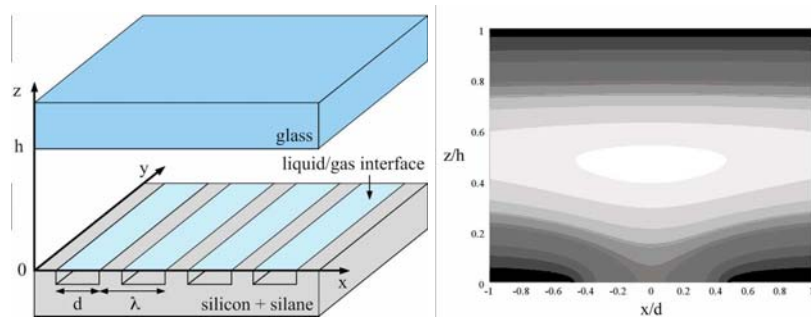 z
h
glass
y
liquid/gas interface
0
x
d
λ
silicon + silane
1
0.8
z/h
0.6
0.4
0.2
0
-1 -0.8 -0.6 -0.4 -0.2 0 0.2 0.4 0.6 0.8 1
x/d